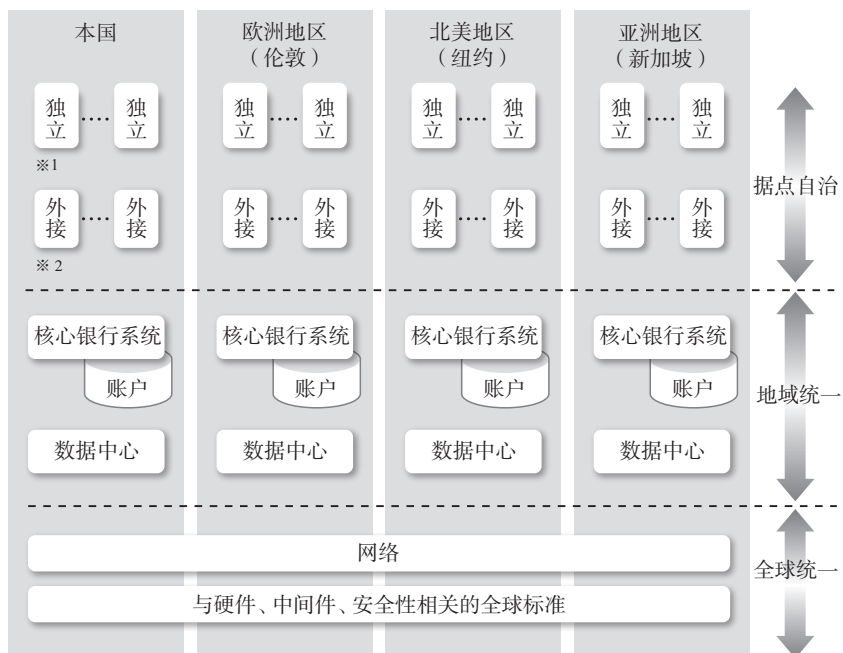 本国
欧洲地区
（伦敦）
北美地区
（纽约）
亚洲地区
（新加坡）
独立 ···· 独立
独立 ···· 独立
独立 ···· 独立
独立 ···· 独立
※1
据点自治
外接 ···· 外接
外接 ···· 外接
外接 ···· 外接
外接 ···· 外接
※2
核心银行系统
核心银行系统
核心银行系统
核心银行系统
账户
账户
账户
账户
地域统一
数据中心
数据中心
数据中心
数据中心
网络
全球统一
与硬件、中间件、安全性相关的全球标准